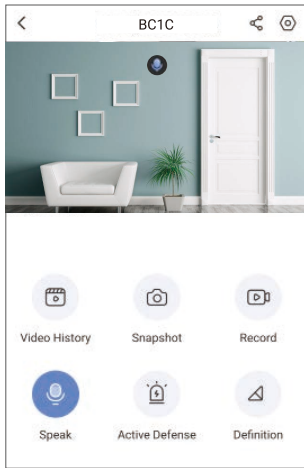 BC1C
Video History
Snapshot
Record
Speak
Active Defense
Definition